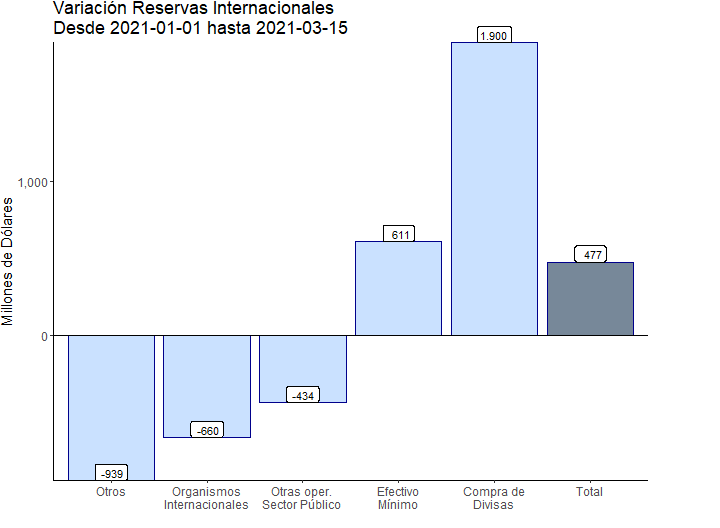 Variación Reservas Internacionales
Desde 2021-01-01 hasta 2021-03-15
1.900
1,000
611
477
Millones de Dólares
0
-434
-660
-939
Otros
Organismos
Internacionales
Otras oper.
Sector Público
Efectivo
Mínimo
Compra de
Divisas
Total